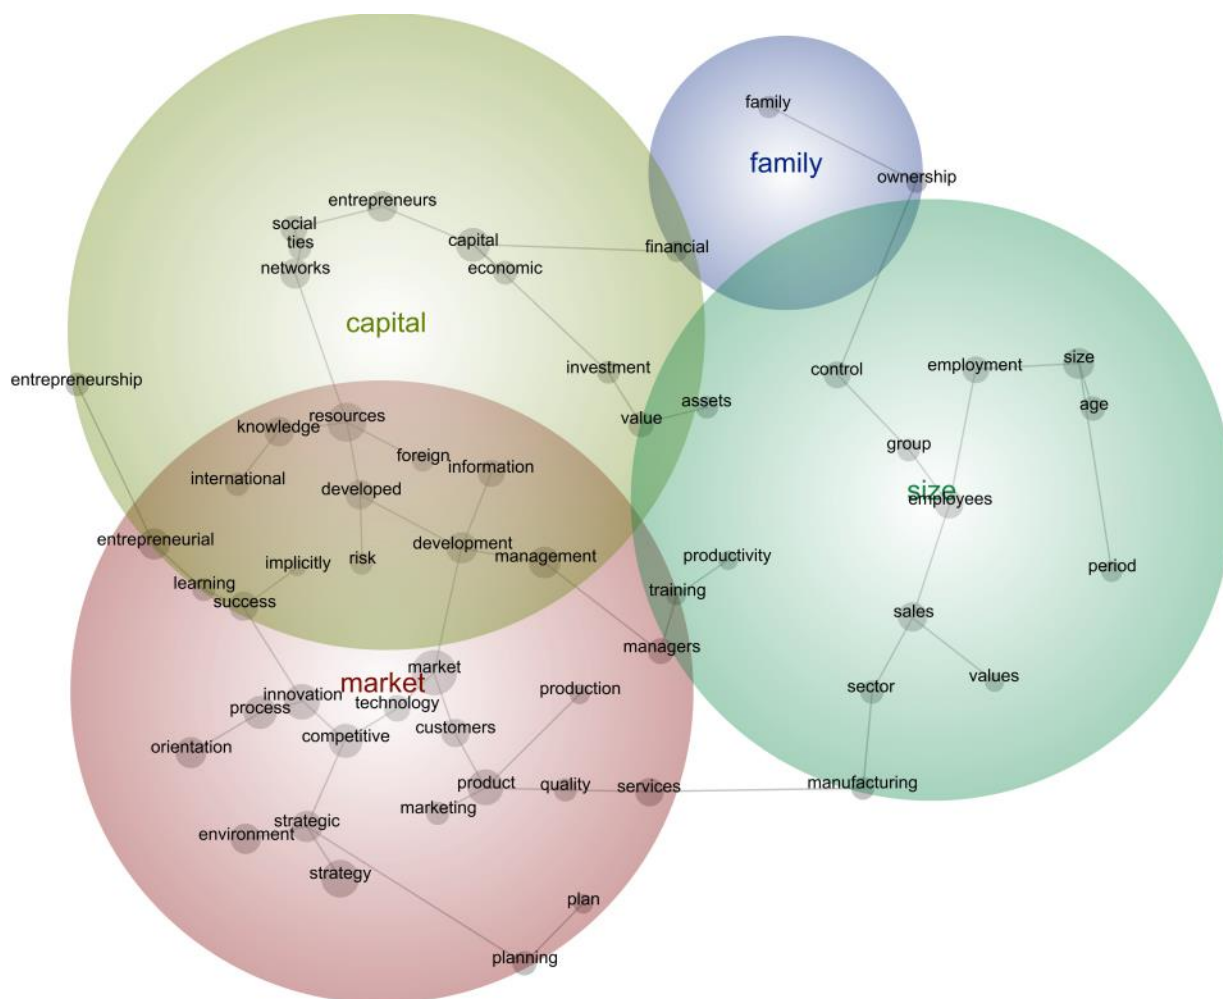 family
family
ownership
entrepreneurs
social
ties
capital
financial
networks
economic
capital
entrepreneurship
investment
control
employment
size
resources
knowledge
value
assets
age
foreign
information
group
international
developed
size
employees
entrepreneurial
implicitly
risk
development
management
productivity
period
learning
success
training
sales
managers
market
market
innovation
process
technology
production
sector
values
orientation
competitive
customers
product
quality
services
manufacturing
marketing
strategic
environment
strategy
plan
planning